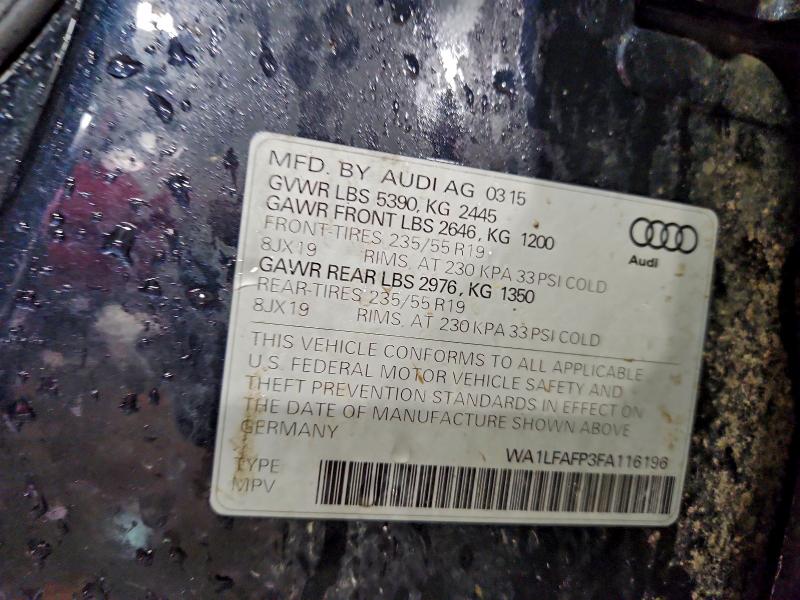 MFD. BY AUDI AG 03 15
GVWR LBS 5390, KG 2445
GAWR FRONT LBS 2646, KG 1200
FRONT-TIRES 235/55 R19
8JX19 RIMS, AT 230 KPA 33 PSI COLD
GAWR REAR LBS 2976, KG 1350
REAR-TIRES 235/55 R19
8JX19 RIMS, AT 230 KPA 33 PSI COLD
Audi
THIS VEHICLE CONFORMS TO ALL APPLICABLE
U.S. FEDERAL MOTOR VEHICLE SAFETY AND
THEFT PREVENTION STANDARDS IN EFFECT ON
THE DATE OF MANUFACTURE SHOWN ABOVE
GERMANY
WA1LFAFP3FA116196
TYPE
MPV